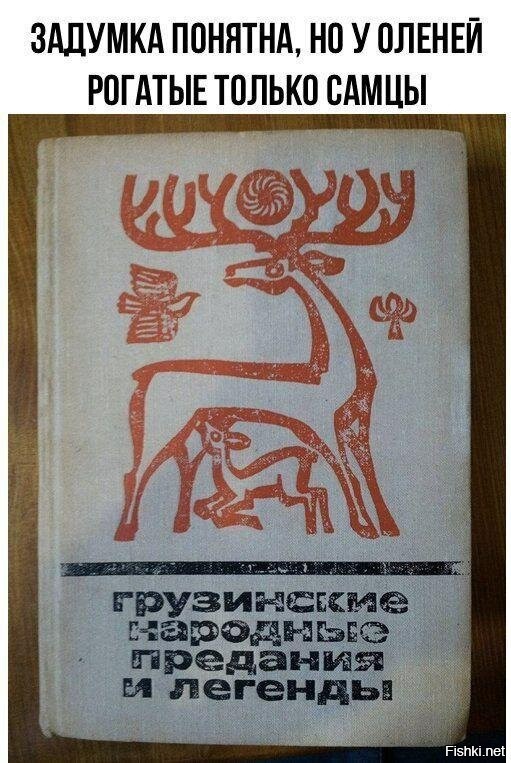 ЗАДУМКА ПОНЯТНА, НО У ОЛЕНЕЙ
РОГАТЫЕ ТОЛЬКО САМЦЫ
грузинские
народные
предания
и легенды
Fishki.net